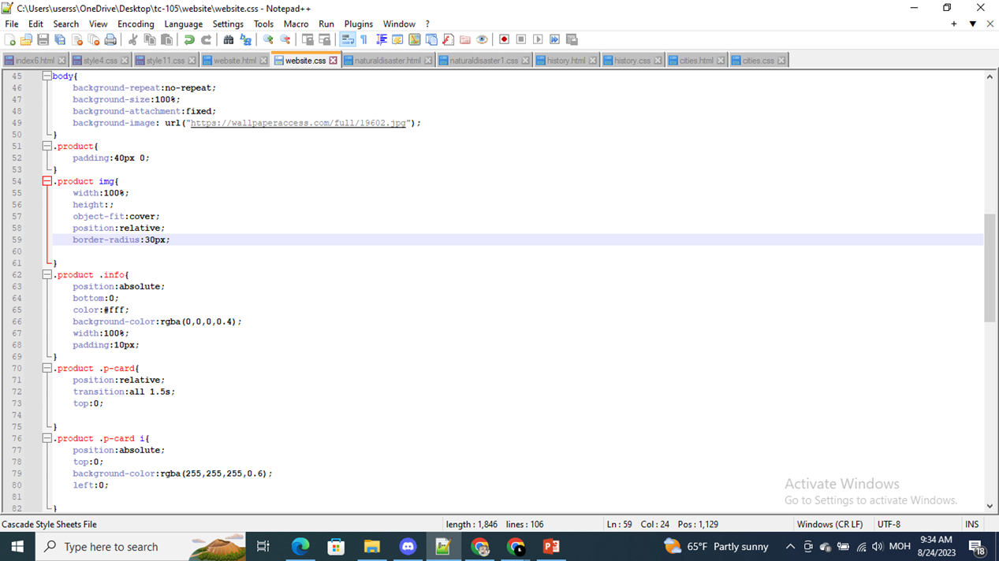 C:\Users\userss\OneDrive\Desktop\tc-105\website\website.css - Notepad++
File Edit Search View Encoding Language Settings Tools Macro Run Plugins Window ?
index6.html style4.css style11.css website.html website.css naturaldisaster.html naturaldisaster1.css history.html history.css cities.html cities.css
45 body{
46 background-repeat:no-repeat;
47 background-size:100%;
48 background-attachment:fixed;
49 background-image: url("https://wallpaperaccess.com/full/19602.jpg");
50 }
51 .product{
52 padding:40px 0;
53 }
54 .product img{
55 width:100%;
56 height:;
57 object-fit:cover;
58 position:relative;
59 border-radius:30px;
60
61 }
62 .product .info{
63 position:absolute;
64 bottom:0;
65 color:#fff;
66 background-color:rgba(0,0,0,0.4);
67 width:100%;
68 padding:10px;
69 }
70 .product .p-card{
71 position:relative;
72 transition:all 1.5s;
73 top:0;
74
75 }
76 .product .p-card i{
77 position:absolute;
78 top:0;
79 background-color:rgba(255,255,255,0.6);
80 left:0;
81
82 }
Activate Windows
Go to Settings to activate Windows.
Cascade Style Sheets File length : 1,846 lines : 106 Ln : 59 Col : 24 Pos : 1,129 Windows (CR LF) UTF-8 INS
Type here to search 65°F Partly sunny MOH 9:34 AM
8/24/2023 18